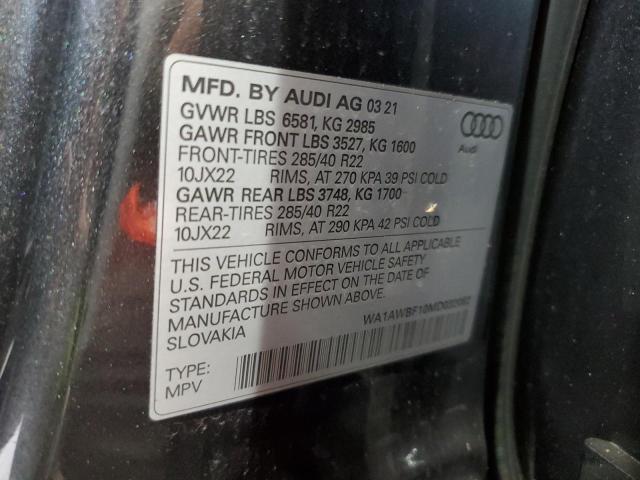 MFD. BY AUDI AG 03 21
GVWR LBS 6581, KG 2985
GAWR FRONT LBS 3527, KG 1600
FRONT-TIRES 285/40 R22
10JX22 RIMS, AT 270 KPA 39 PSI COLD
GAWR REAR LBS 3748, KG 1700
REAR-TIRES 285/40 R22
10JX22 RIMS, AT 290 KPA 42 PSI COLD
Audi
THIS VEHICLE CONFORMS TO ALL APPLICABLE
U.S. FEDERAL MOTOR VEHICLE SAFETY
STANDARDS IN EFFECT ON THE DATE OF
MANUFACTURE SHOWN ABOVE.
SLOVAKIA
TYPE:
MPV